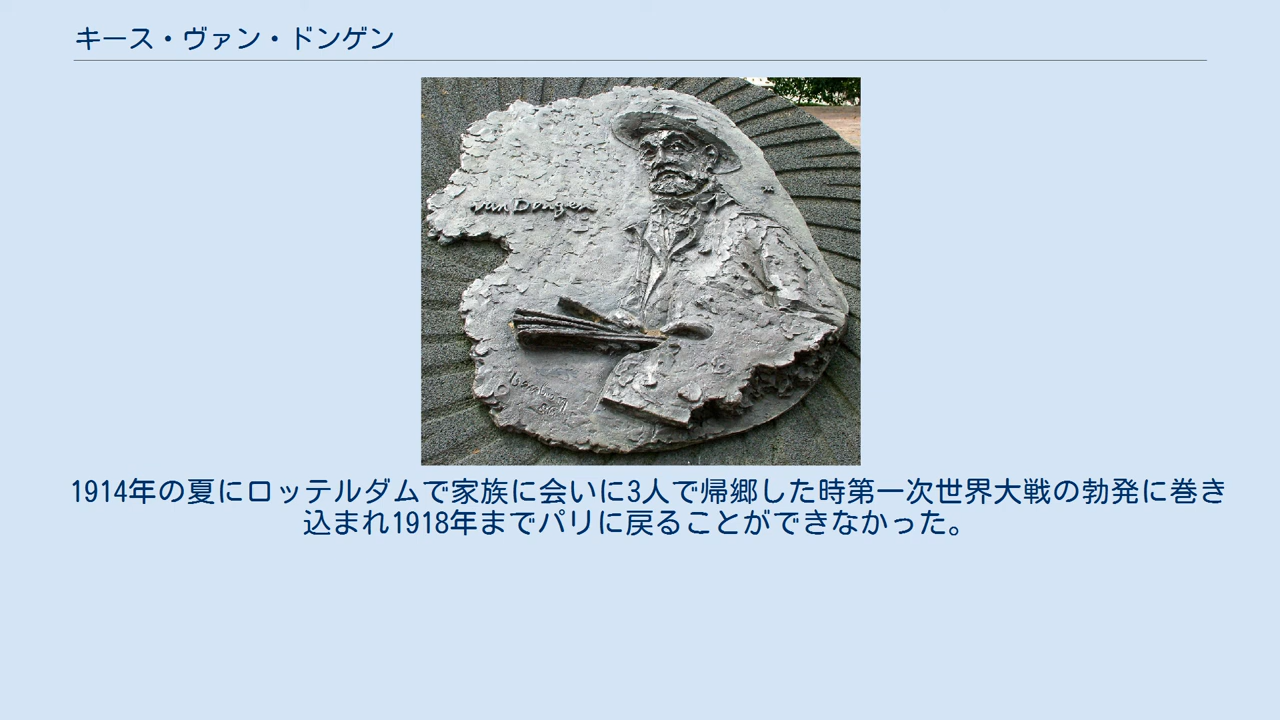 キース・ヴァン・ドンゲン
van Dongen
1914年の夏にロッテルダムで家族に会いに3人で帰郷した時第一次世界大戦の勃発に巻き
込まれ1918年までパリに戻ることができなかった。